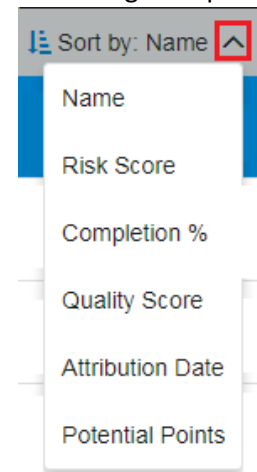 Sort by: Name
Name
Risk Score
Completion %
Quality Score
Attribution Date
Potential Points